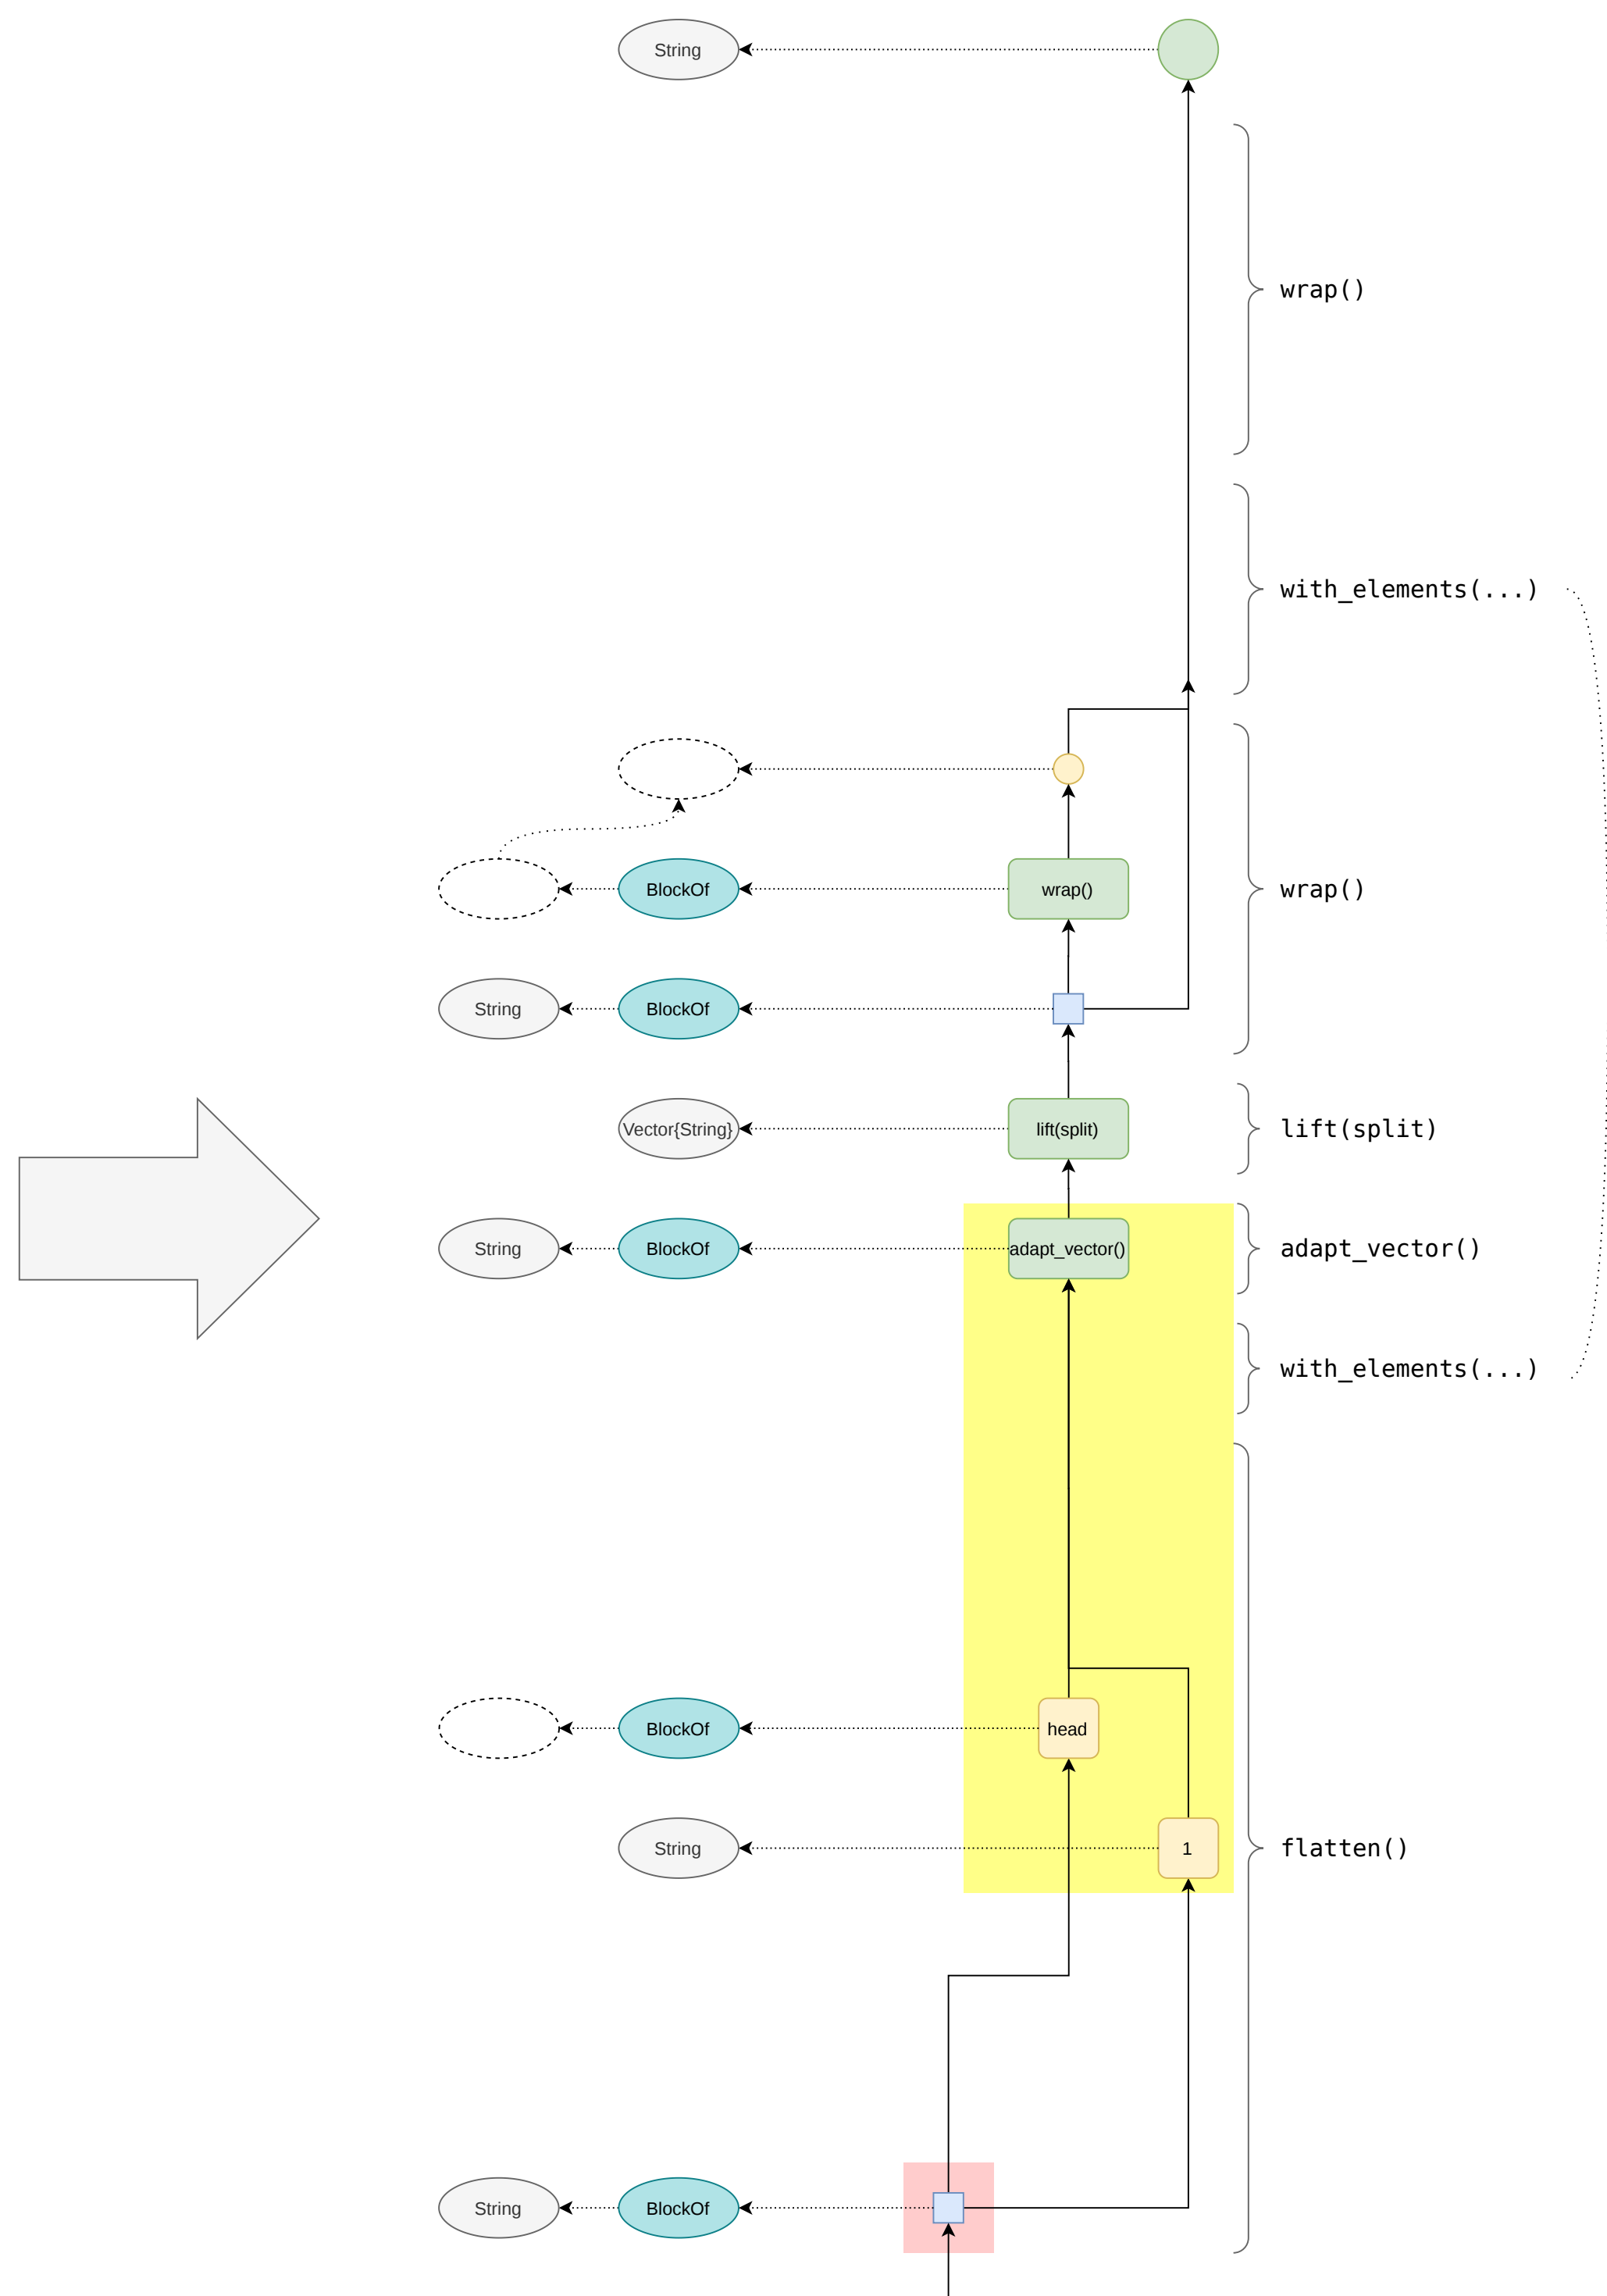 String
wrap()
with_elements(...)
BlockOf wrap() wrap()
String BlockOf
Vector{String} lift(split) lift(split)
String BlockOf adapt_vector() adapt_vector()
with_elements(...)
BlockOf head
String 1 flatten()
String BlockOf